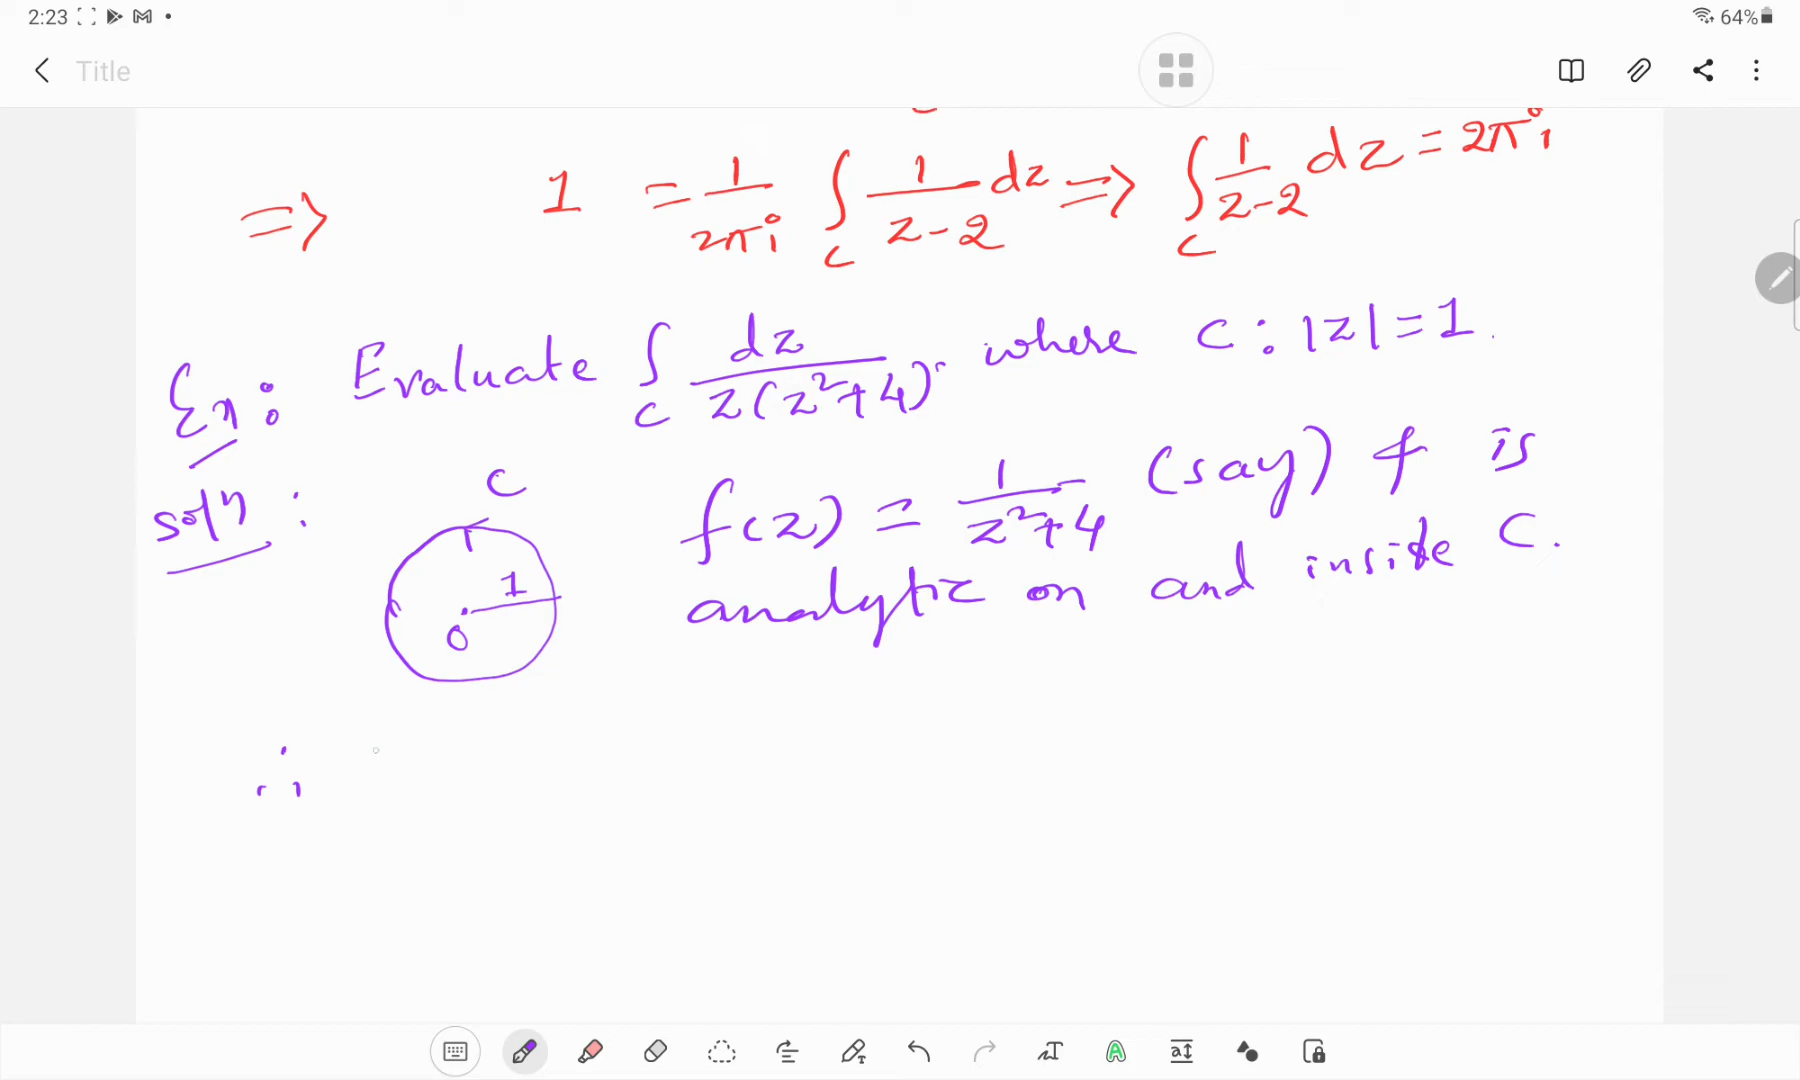 2:23 64%
Title
=> 1 = 1/2πi ∫_C 1/(z-2) dz => ∫_C 1/(z-2) dz = 2πi
Ex: Evaluate ∫_C dz/(z(z²+4)) where C: |z|=1.
soln: C f(z) = 1/(z²+4) (say) f is
1 analytic on and inside C.
0
∴